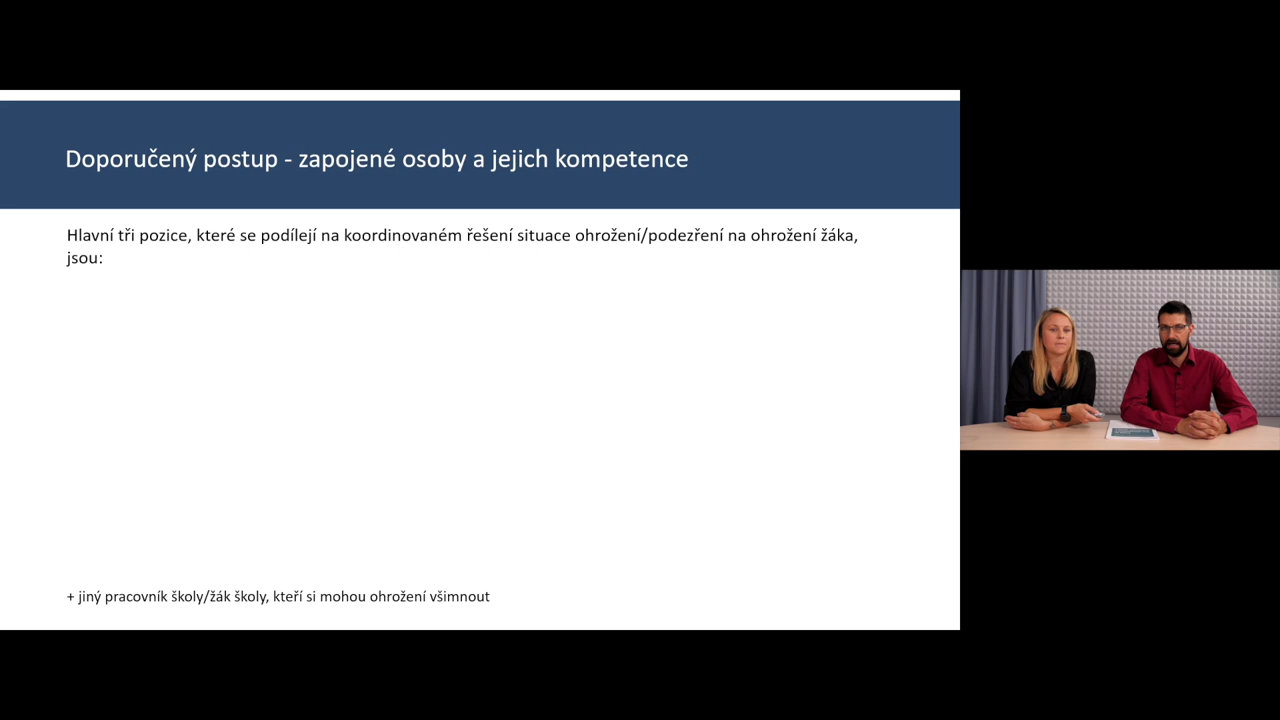 Doporučený postup - zapojené osoby a jejich kompetence
Hlavní tři pozice, které se podílejí na koordinovaném řešení situace ohrožení/podezření na ohrožení žáka,
jsou:
+ jiný pracovník školy/žák školy, kteří si mohou ohrožení všimnout